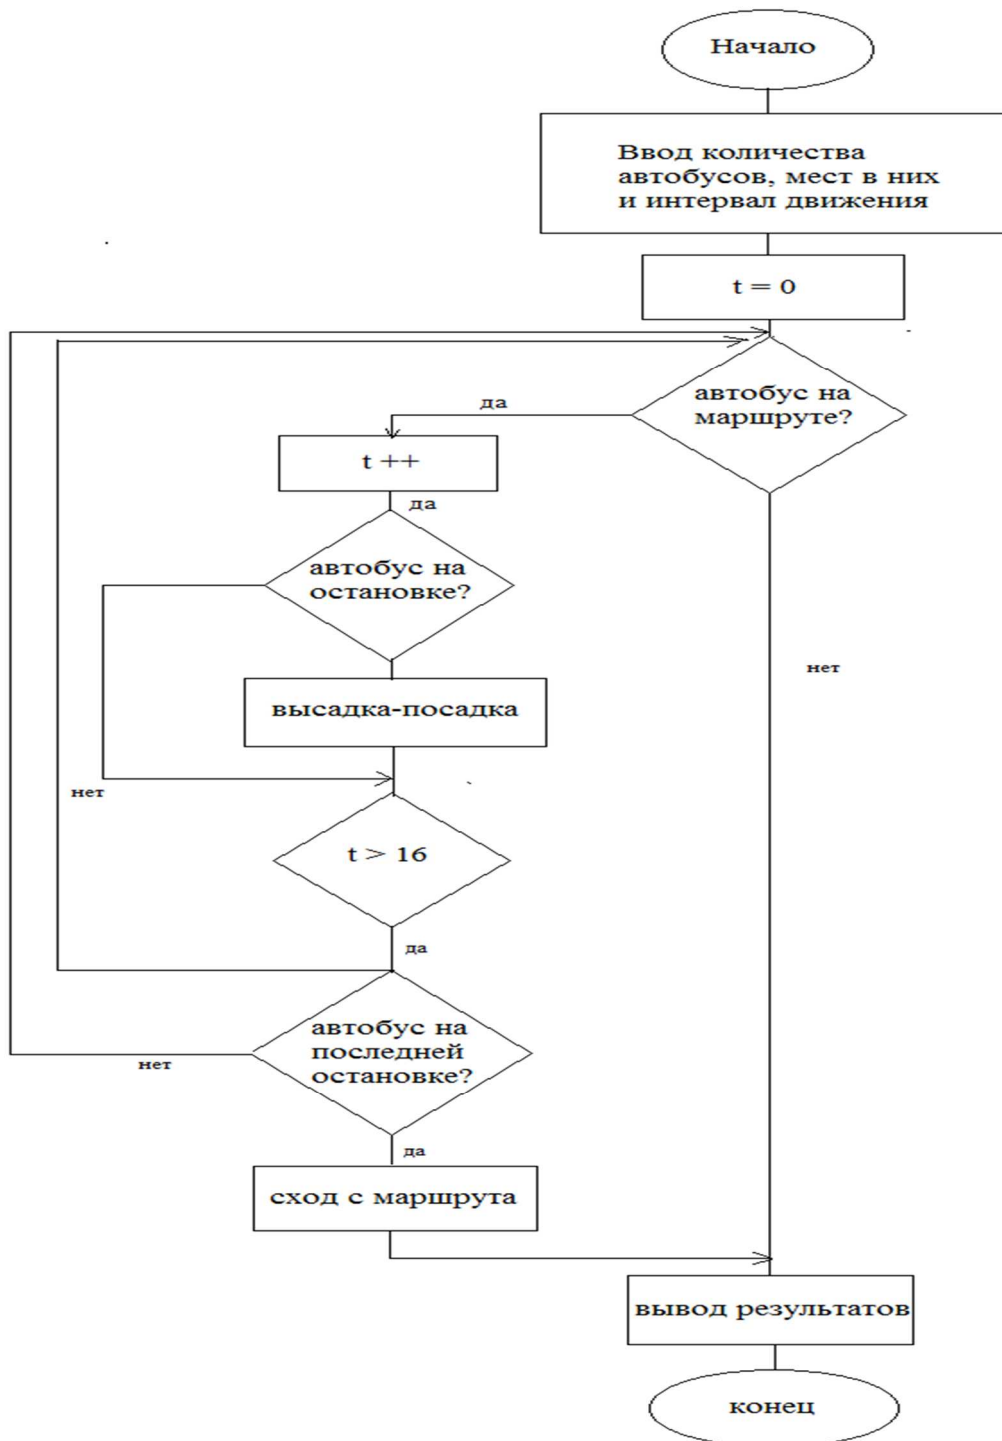 Начало
Ввод количества
автобусов, мест в них
и интервал движения
t = 0
автобус на
маршруте?
да
t ++
да
автобус на
остановке?
нет
высадка-посадка
нет
t > 16
да
автобус на
последней
остановке?
нет
да
сход с маршрута
вывод результатов
конец